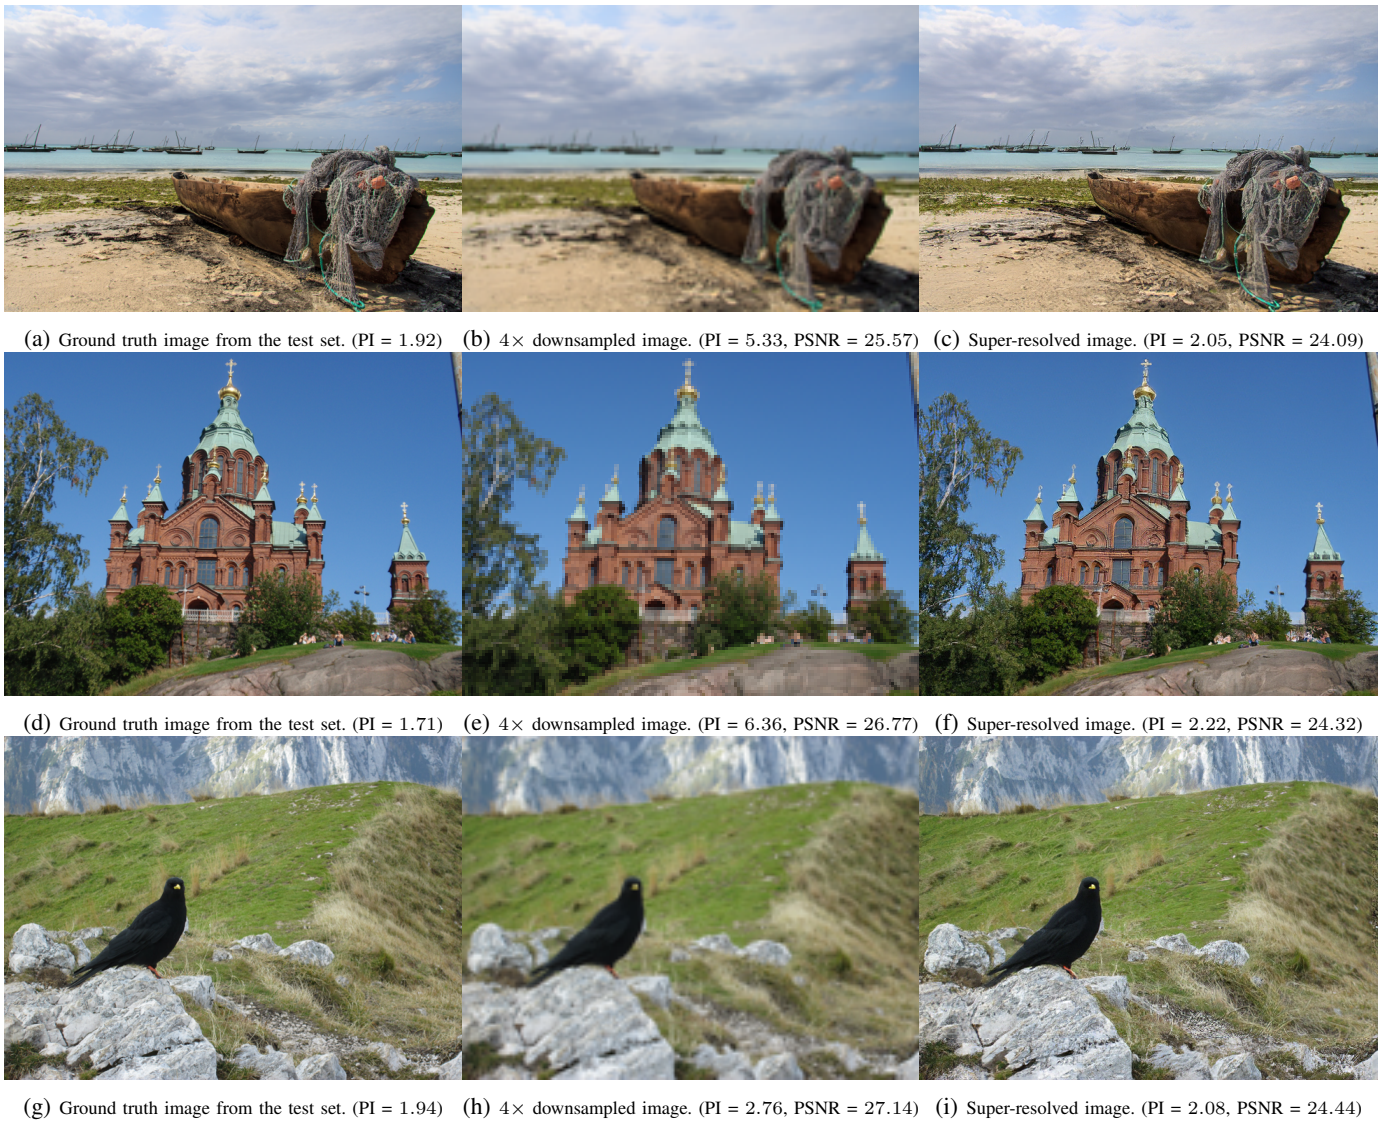 (a) Ground truth image from the test set. (PI = 1.92) (b) 4× downsampled image. (PI = 5.33, PSNR = 25.57) (c) Super-resolved image. (PI = 2.05, PSNR = 24.09)
(d) Ground truth image from the test set. (PI = 1.71) (e) 4× downsampled image. (PI = 6.36, PSNR = 26.77) (f) Super-resolved image. (PI = 2.22, PSNR = 24.32)
(g) Ground truth image from the test set. (PI = 1.94) (h) 4× downsampled image. (PI = 2.76, PSNR = 27.14) (i) Super-resolved image. (PI = 2.08, PSNR = 24.44)